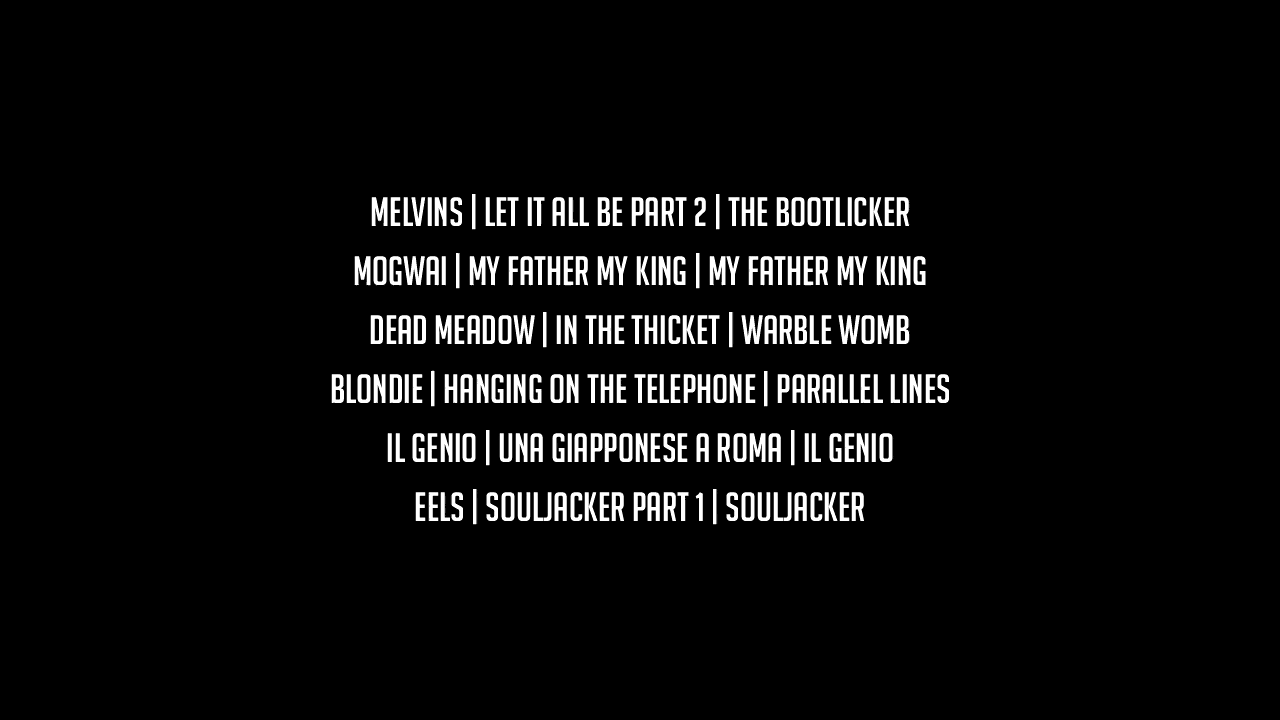 MELVINS | LET IT ALL BE PART 2 | THE BOOTLICKER
MOGWAI | MY FATHER MY KING | MY FATHER MY KING
DEAD MEADOW | IN THE THICKET | WARBLE WOMB
BLONDIE | HANGING ON THE TELEPHONE | PARALLEL LINES
IL GENIO | UNA GIAPPONESE A ROMA | IL GENIO
EELS | SOULJACKER PART 1 | SOULJACKER